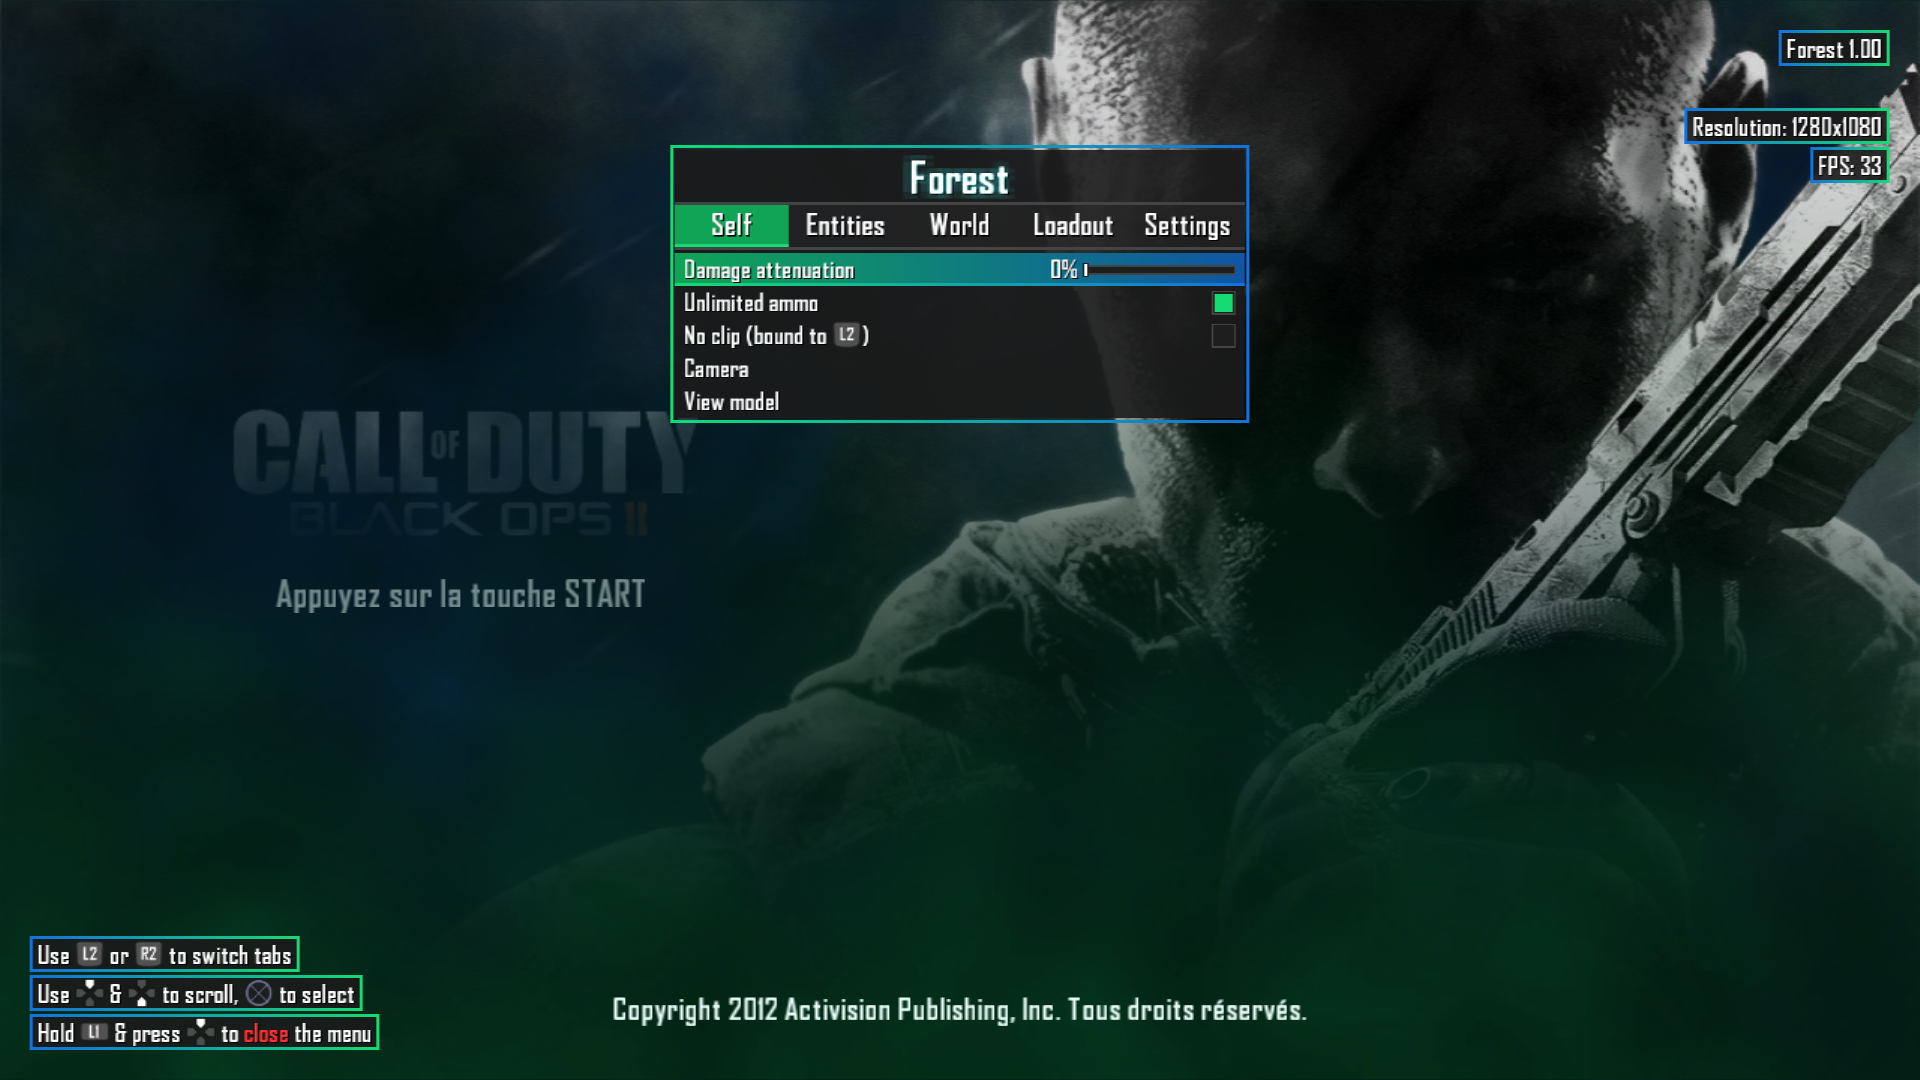 Forest 1.00
Resolution: 1280x1080
FPS: 33
Forest
Self Entities World Loadout Settings
Damage attenuation 0%
Unlimited ammo
No clip (bound to L2 )
Camera
View model
CALL OF DUTY
BLACK OPS II
Appuyez sur la touche START
Use L2 or R2 to switch tabs
Use & to scroll, to select
Hold L1 & press to close the menu
Copyright 2012 Activision Publishing, Inc. Tous droits réservés.